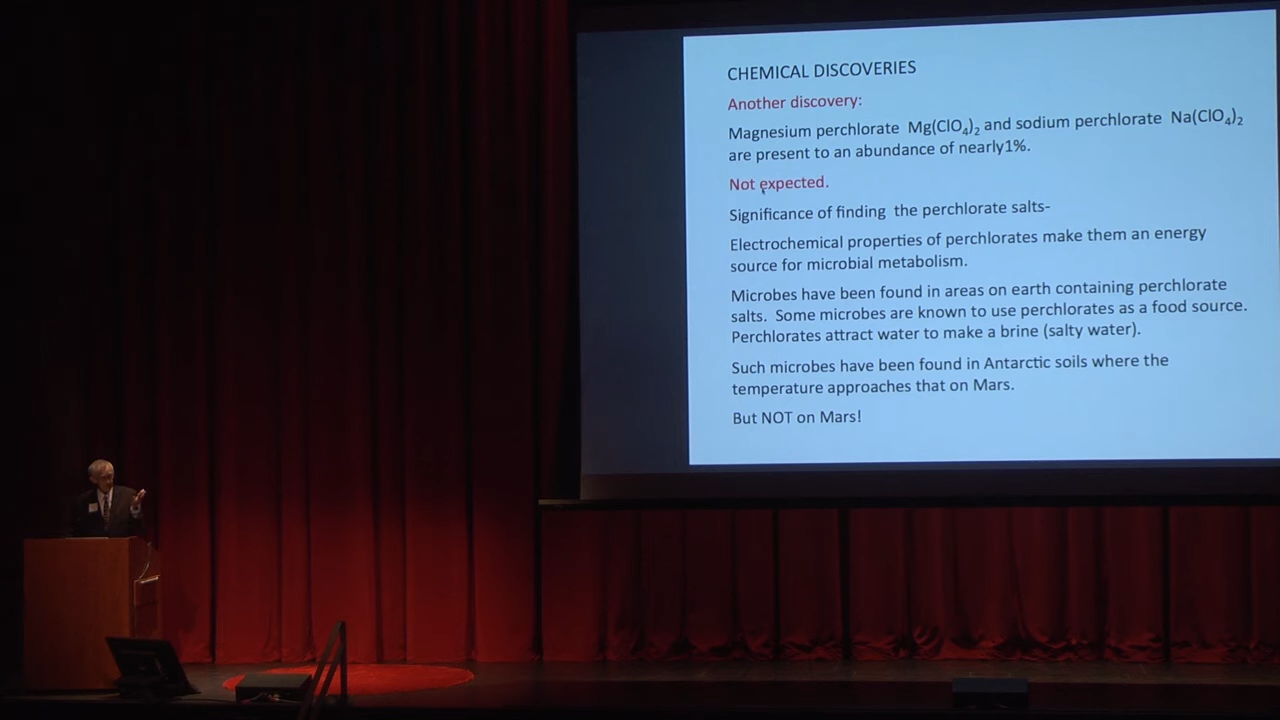 CHEMICAL DISCOVERIES
Another discovery:
Magnesium perchlorate Mg(ClO₄)₂ and sodium perchlorate Na(ClO₄)₂
are present to an abundance of nearly1%.
Not expected.
Significance of finding the perchlorate salts-
Electrochemical properties of perchlorates make them an energy
source for microbial metabolism.
Microbes have been found in areas on earth containing perchlorate
salts. Some microbes are known to use perchlorates as a food source.
Perchlorates attract water to make a brine (salty water).
Such microbes have been found in Antarctic soils where the
temperature approaches that on Mars.
But NOT on Mars!